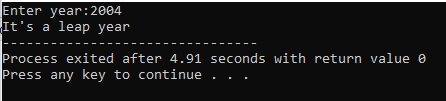 Enter year:2004
It's a leap year
--------------------------------
Process exited after 4.91 seconds with return value 0
Press any key to continue . . .